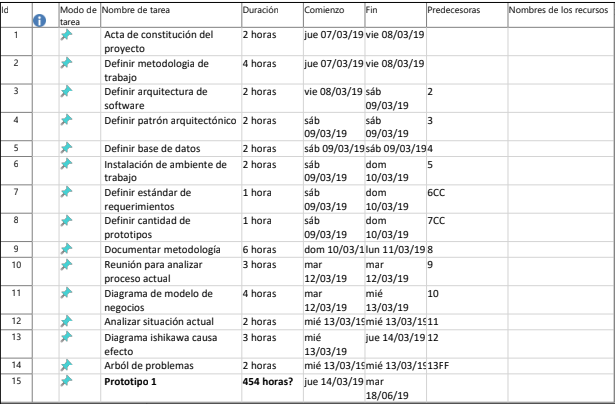 Id Modo de tarea Nombre de tarea Duración Comienzo Fin Predecesoras Nombres de los recursos
1 Acta de constitución del proyecto 2 horas jue 07/03/19 vie 08/03/19
2 Definir metodologia de trabajo 4 horas jue 07/03/19 vie 08/03/19
3 Definir arquitectura de software 2 horas vie 08/03/19 sáb 09/03/19 2
4 Definir patrón arquitectónico 2 horas sáb 09/03/19 sáb 09/03/19 3
5 Definir base de datos 2 horas sáb 09/03/19 sáb 09/03/19 4
6 Instalación de ambiente de trabajo 2 horas sáb 09/03/19 dom 10/03/19 5
7 Definir estándar de requerimientos 1 hora sáb 09/03/19 dom 10/03/19 6CC
8 Definir cantidad de prototipos 1 hora sáb 09/03/19 dom 10/03/19 7CC
9 Documentar metodología 6 horas dom 10/03/1 lun 11/03/19 8
10 Reunión para analizar proceso actual 3 horas mar 12/03/19 mar 12/03/19 9
11 Diagrama de modelo de negocios 4 horas mar 12/03/19 mié 13/03/19 10
12 Analizar situación actual 2 horas mié 13/03/19 mié 13/03/19 11
13 Diagrama ishikawa causa efecto 3 horas mié 13/03/19 jue 14/03/19 12
14 Arból de problemas 2 horas mié 13/03/19 mié 13/03/19 13FF
15 Prototipo 1 454 horas? jue 14/03/19 mar 18/06/19